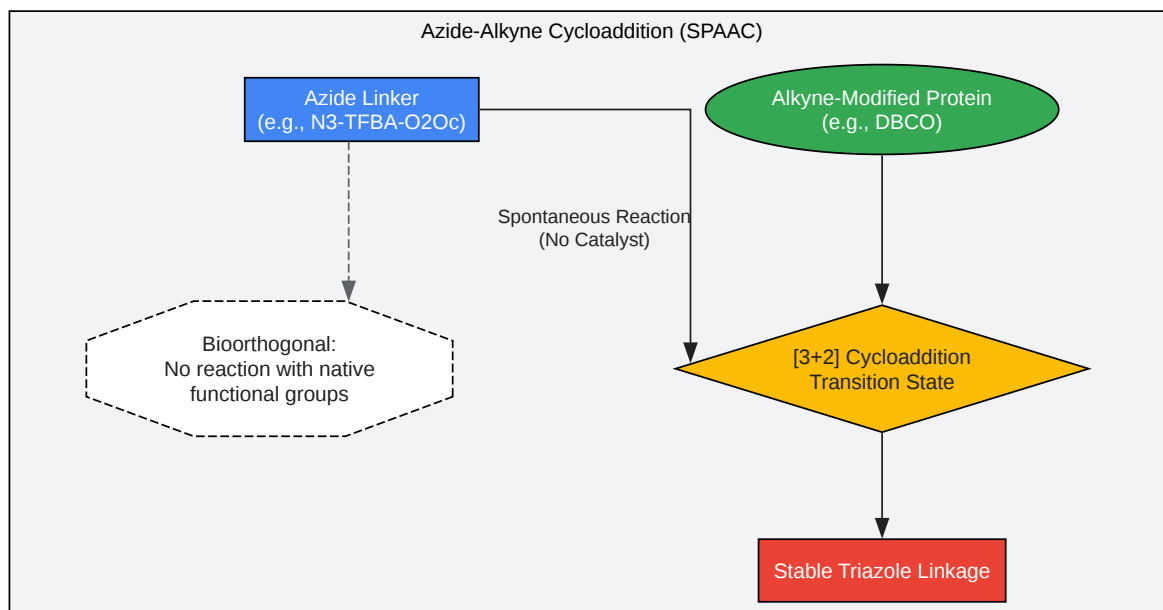 Azide-Alkyne Cycloaddition (SPAAC)
Azide Linker
(e.g., N3-TFBA-O2Oc)
Alkyne-Modified Protein
(e.g., DBCO)
Spontaneous Reaction
(No Catalyst)
Bioorthogonal:
No reaction with native
functional groups
[3+2] Cycloaddition
Transition State
Stable Triazole Linkage